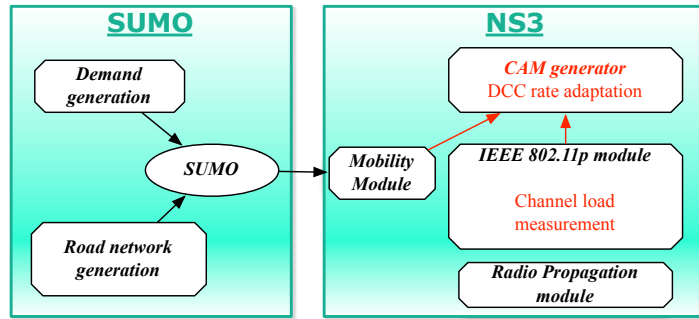 SUMO
Demand
generation
SUMO
Road network
generation
NS3
CAM generator
DCC rate adaptation
Mobility
Module
IEEE 802.11p module
Channel load
measurement
Radio Propagation
module